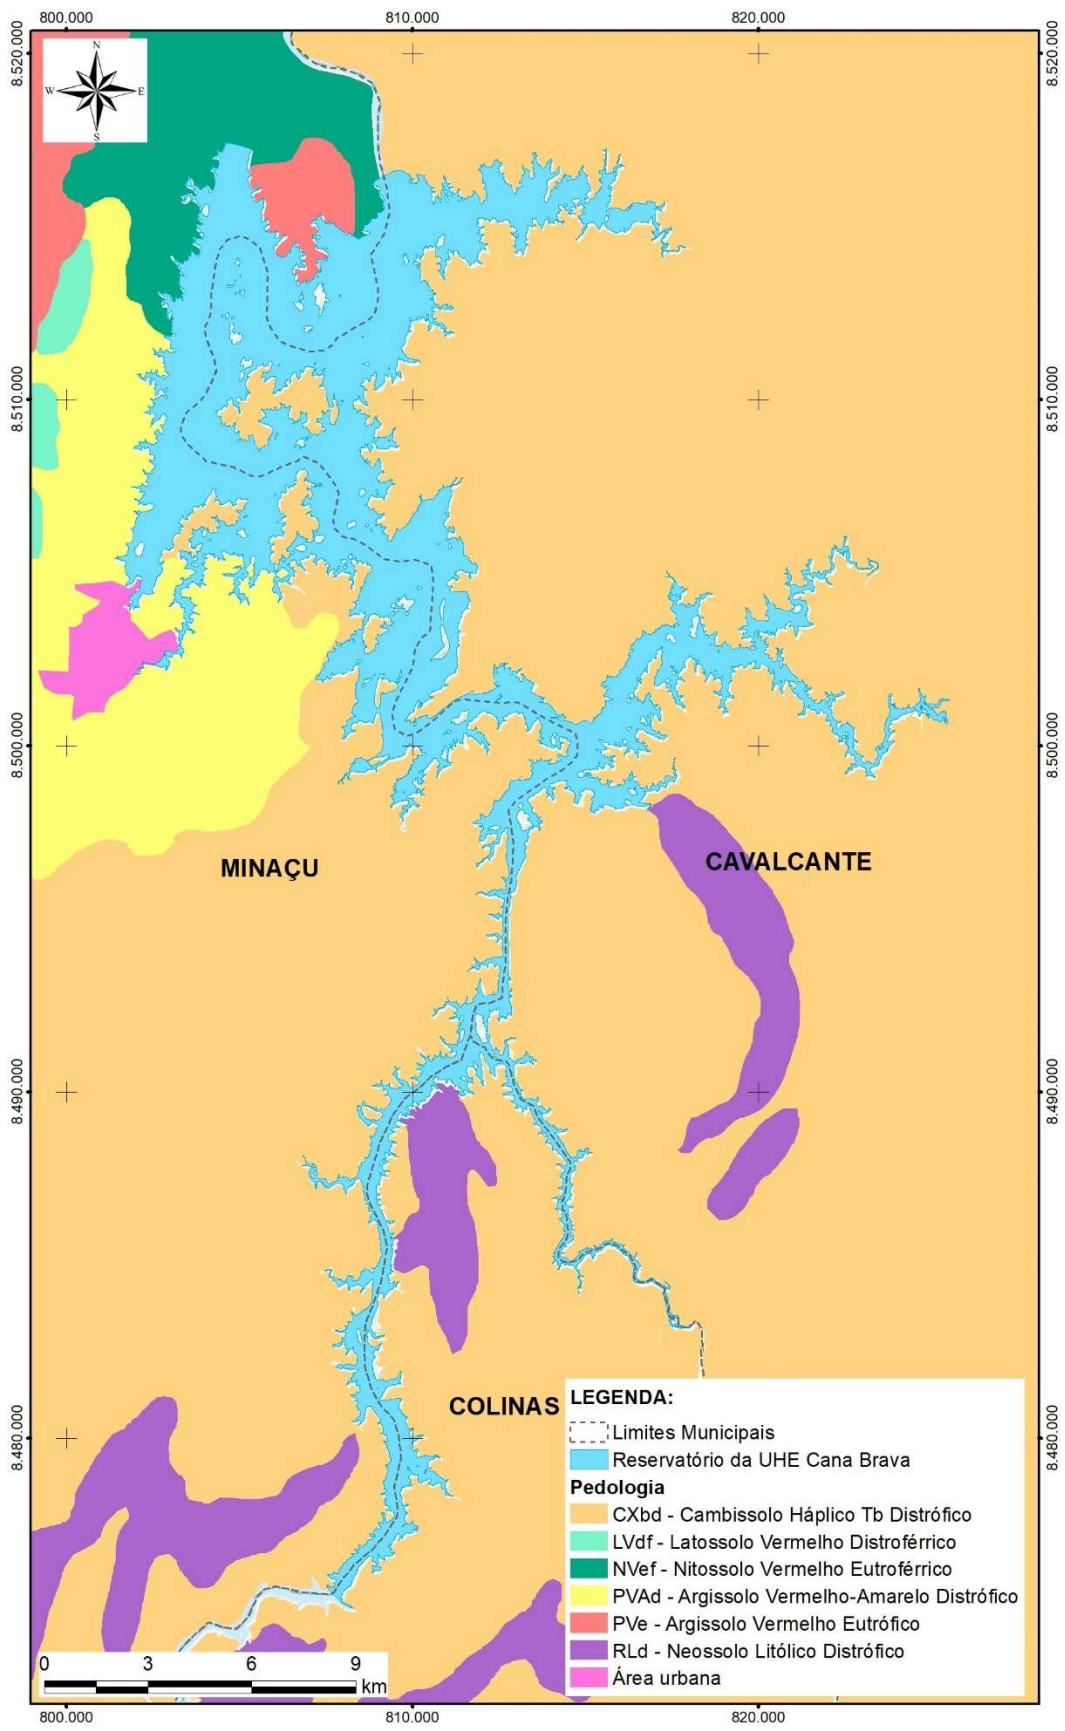 800.000
810.000
820.000
8.520.000
8.520.000
N
W
E
S
8.510.000
8.510.000
8.500.000
8.500.000
MINAÇU
CAVALCANTE
8.490.000
8.490.000
COLINAS
8.480.000
8.480.000
LEGENDA:
Limites Municipais
Reservatório da UHE Cana Brava
Pedologia
CXbd - Cambissolo Háplico Tb Distrófico
LVdf - Latossolo Vermelho Distroférrico
NVef - Nitossolo Vermelho Eutroférrico
PVAd - Argissolo Vermelho-Amarelo Distrófico
PVe - Argissolo Vermelho Eutrófico
RLd - Neossolo Litólico Distrófico
Área urbana
0 3 6 9
km
800.000
810.000
820.000